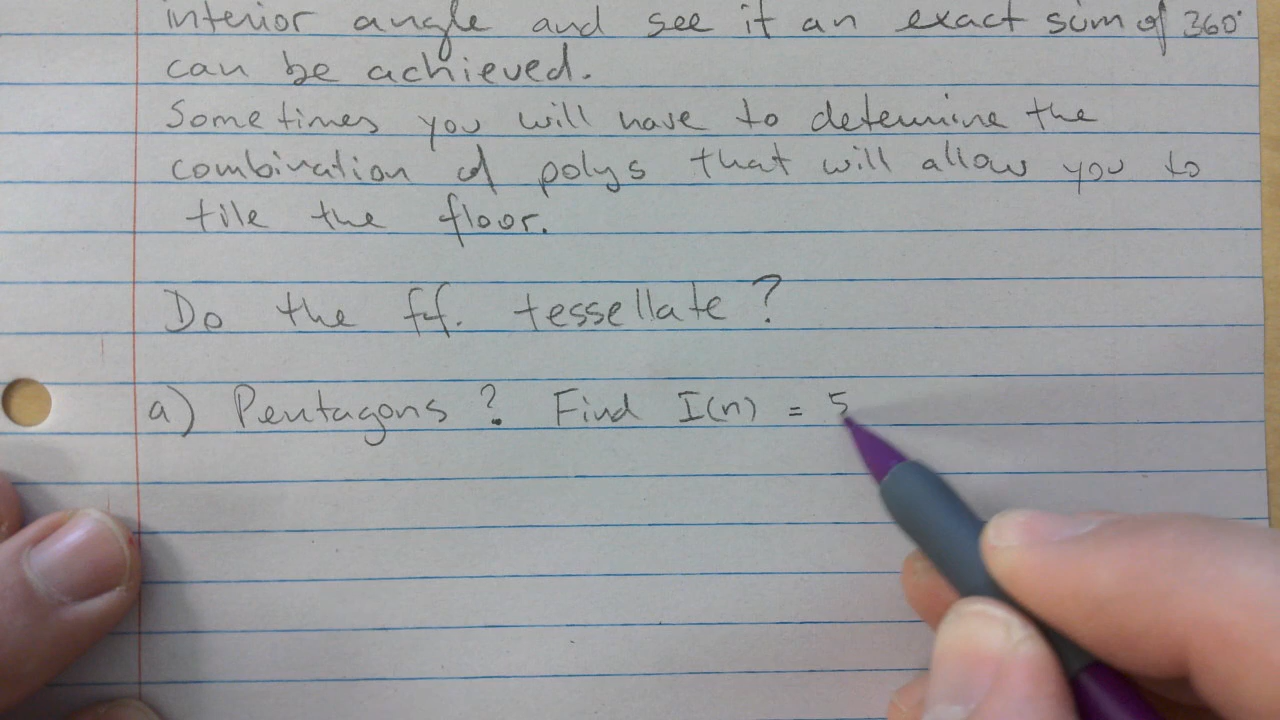 interior angle and see if an exact sum of 360°
can be achieved.
Sometimes you will have to determine the
combination of polys that will allow you to
tile the floor.
Do the ff. tessellate?
a) Pentagons? Find I(n) = 5